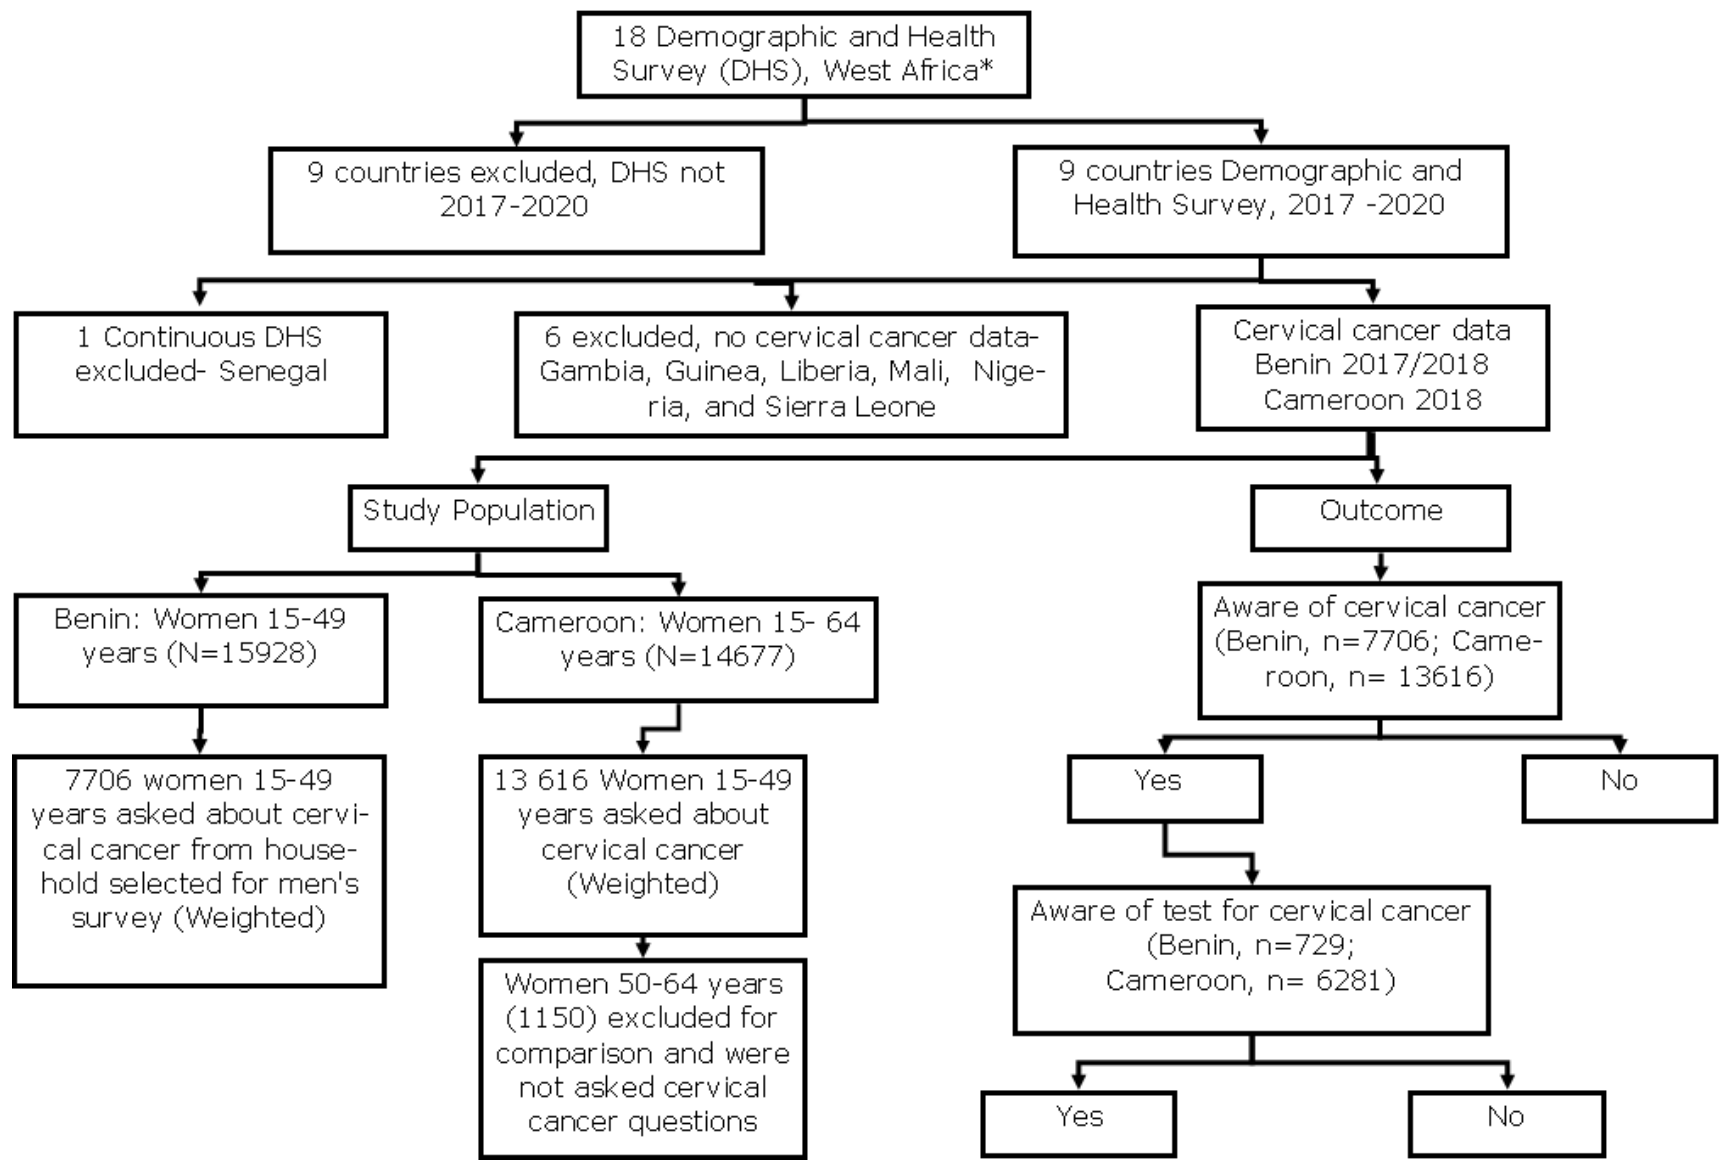 18 Demographic and Health
Survey (DHS), West Africa*
9 countries excluded, DHS not
2017-2020
9 countries Demographic and
Health Survey, 2017 -2020
1 Continuous DHS
excluded- Senegal
6 excluded, no cervical cancer data-
Gambia, Guinea, Liberia, Mali, Nige-
ria, and Sierra Leone
Cervical cancer data
Benin 2017/2018
Cameroon 2018
Study Population
Outcome
Benin: Women 15-49
years (N=15928)
Cameroon: Women 15- 64
years (N=14677)
Aware of cervical cancer
(Benin, n=7706; Came-
roon, n= 13616)
7706 women 15-49
years asked about cervi-
cal cancer from house-
hold selected for men's
survey (Weighted)
13 616 Women 15-49
years asked about
cervical cancer
(Weighted)
Yes
No
Women 50-64 years
(1150) excluded for
comparison and were
not asked cervical
cancer questions
Aware of test for cervical cancer
(Benin, n=729;
Cameroon, n= 6281)
Yes
No